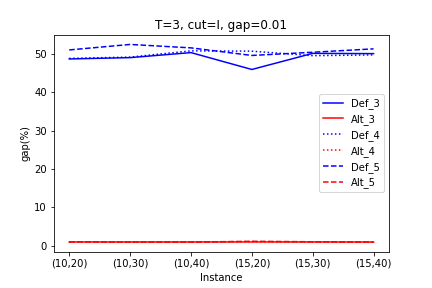 T=3, cut=I, gap=0.01
gap(%)
50
40
30
20
10
0
Def_3
Alt_3
Def_4
Alt_4
Def_5
Alt_5
(10,20) (10,30) (10,40) (15,20) (15,30) (15,40)
Instance